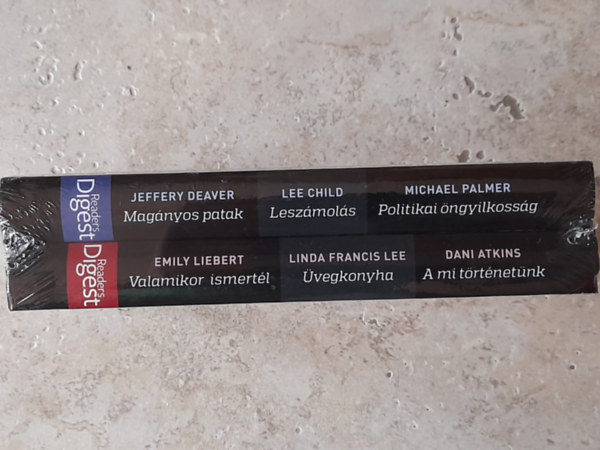 Reader's
Digest
JEFFERY DEAVER
Magányos patak
LEE CHILD
Leszámolás
MICHAEL PALMER
Politikai öngyilkosság
Reader's
Digest
EMILY LIEBERT
Valamikor ismertél
LINDA FRANCIS LEE
Üvegkonyha
DANI ATKINS
A mi történetünk